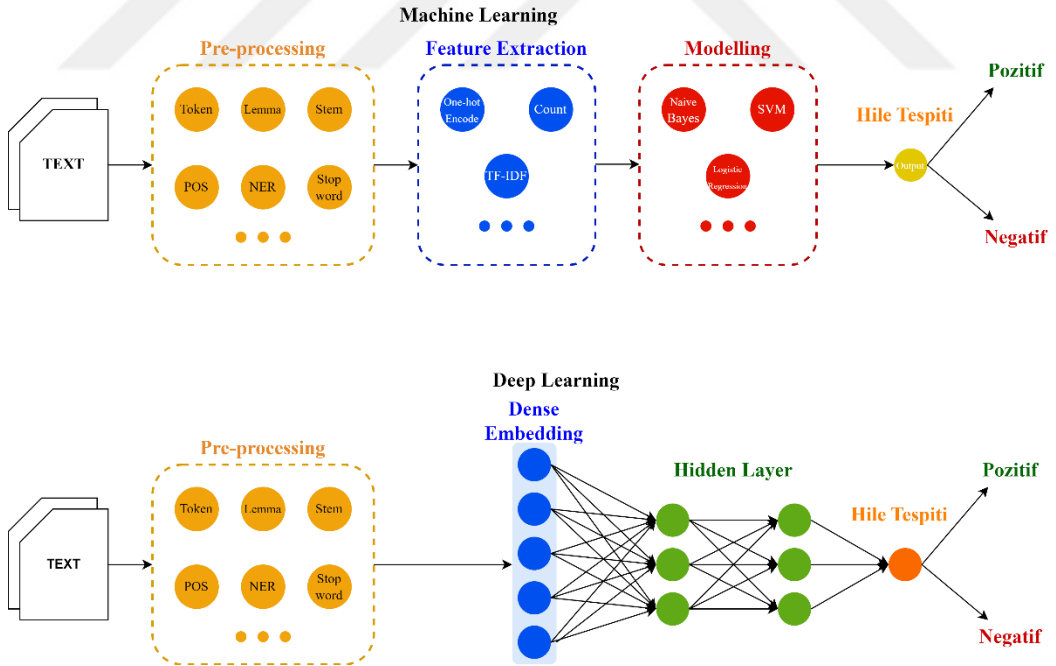 Machine Learning
Pre-processing
Feature Extraction
Modelling
Pozitif
Token
Lemma
Stem
One-hot
Encode
Count
Naive
Bayes
SVM
Hile Tespiti
TEXT
Output
POS
NER
Stop
word
TF-IDF
Logistic
Regression
Negatif
Deep Learning
Dense
Embedding
Pre-processing
Hidden Layer
Pozitif
Token
Lemma
Stem
Hile Tespiti
TEXT
POS
NER
Stop
word
Negatif